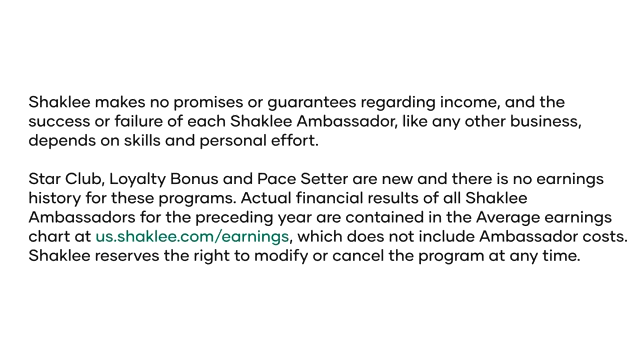 Shaklee makes no promises or guarantees regarding income, and the
success or failure of each Shaklee Ambassador, like any other business,
depends on skills and personal effort.
Star Club, Loyalty Bonus and Pace Setter are new and there is no earnings
history for these programs. Actual financial results of all Shaklee
Ambassadors for the preceding year are contained in the Average earnings
chart at us.shaklee.com/earnings, which does not include Ambassador costs.
Shaklee reserves the right to modify or cancel the program at any time.